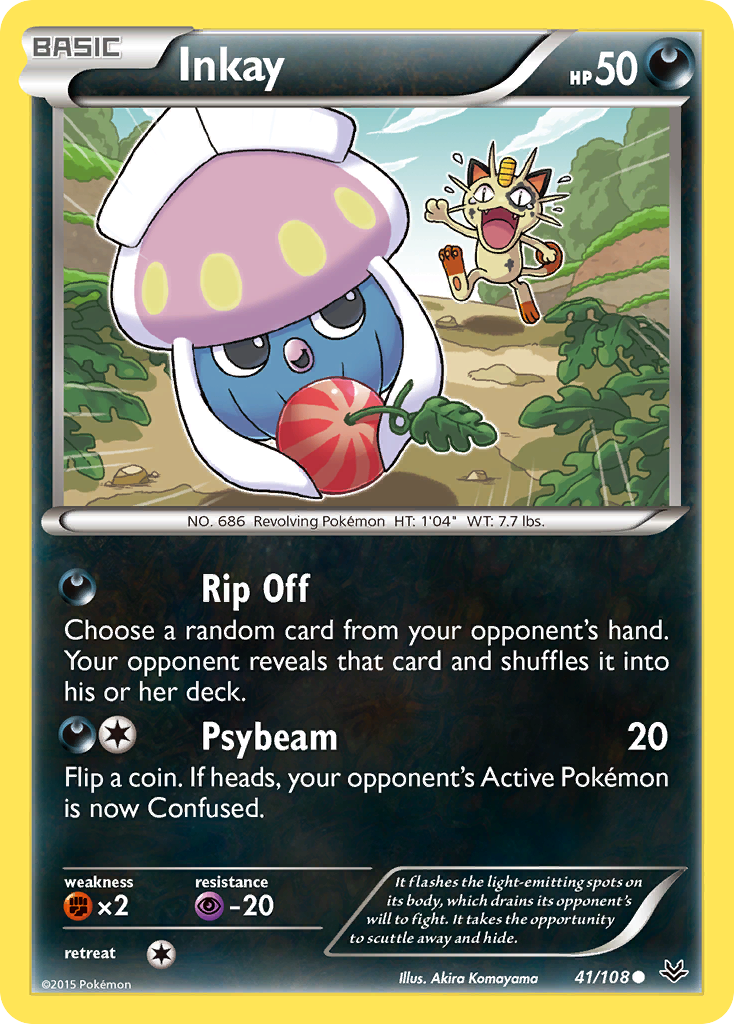 BASIC
Inkay
HP 50
NO. 686 Revolving Pokémon HT: 1'04" WT: 7.7 lbs.
Rip Off
Choose a random card from your opponent's hand.
Your opponent reveals that card and shuffles it into
his or her deck.
Psybeam 20
Flip a coin. If heads, your opponent's Active Pokémon
is now Confused.
weakness resistance
×2 -20
retreat
It flashes the light-emitting spots on
its body, which drains its opponent's
will to fight. It takes the opportunity
to scuttle away and hide.
©2015 Pokémon
Illus. Akira Komayama
41/108